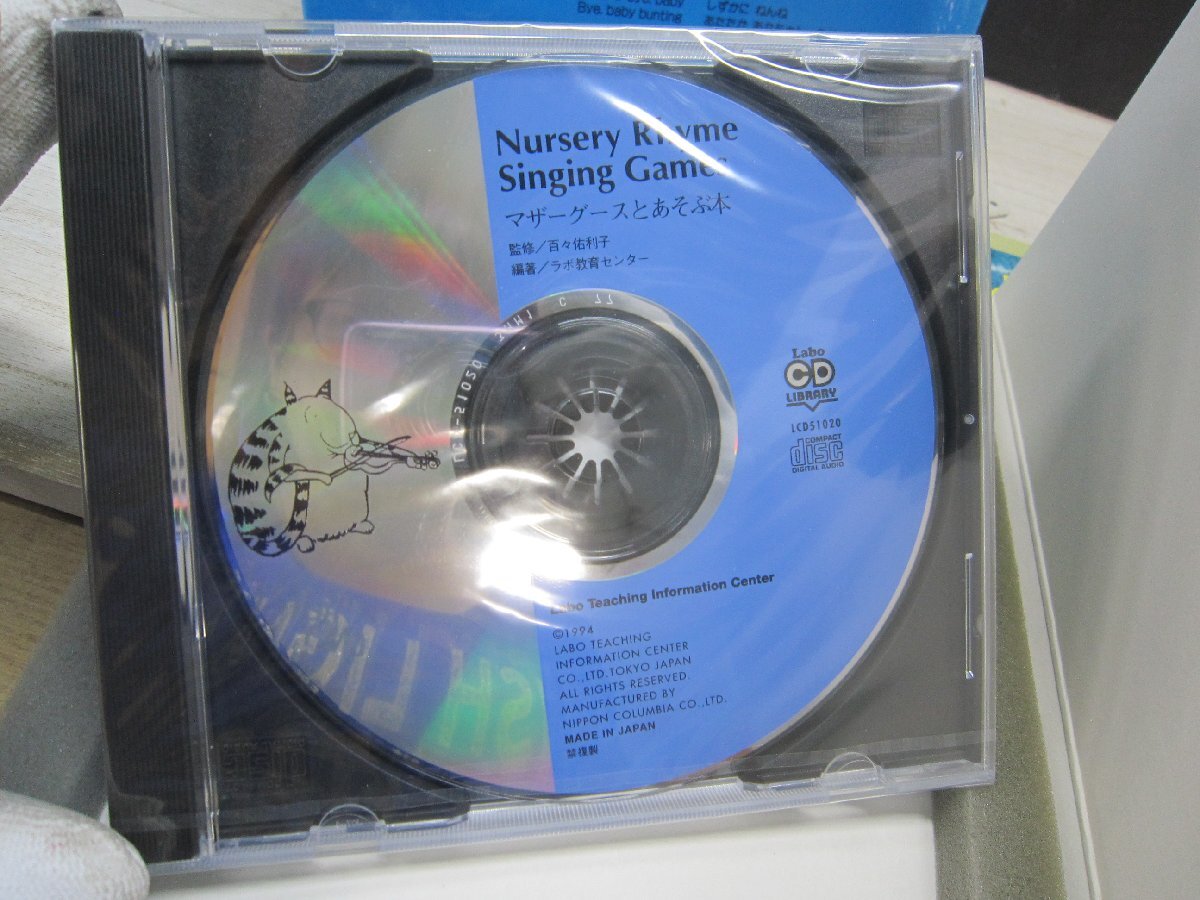 Bye, baby bunting
しずかに ねんね
Nursery Rhyme
Singing Games
マザーグースとあそぶ本
監修／百々佑利子
編著／ラボ教育センター
Labo
CD
LIBRARY
LCD51020
COMPACT
disc
DIGITAL AUDIO
Labo Teaching Information Center
©1994
LABO TEACHING
INFORMATION CENTER
CO.,LTD.TOKYO JAPAN
ALL RIGHTS RESERVED.
MANUFACTURED BY
NIPPON COLUMBIA CO.,LTD.
MADE IN JAPAN
禁複製